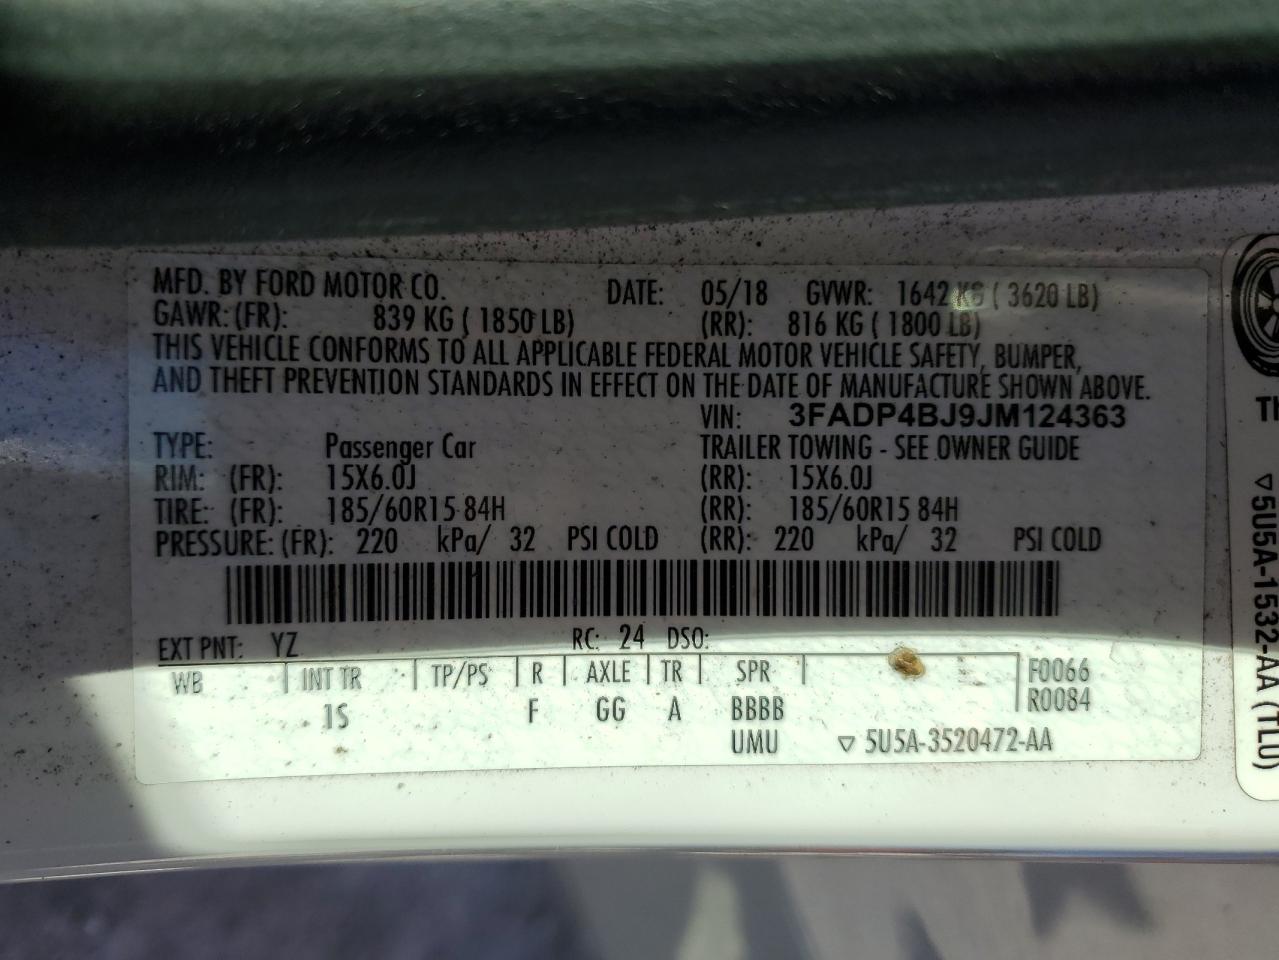 MFD. BY FORD MOTOR CO. DATE: 05/18 GVWR: 1642 KG ( 3620 LB)
GAWR: (FR): 839 KG ( 1850 LB) (RR): 816 KG ( 1800 LB)
THIS VEHICLE CONFORMS TO ALL APPLICABLE FEDERAL MOTOR VEHICLE SAFETY, BUMPER,
AND THEFT PREVENTION STANDARDS IN EFFECT ON THE DATE OF MANUFACTURE SHOWN ABOVE.
VIN: 3FADP4BJ9JM124363
TYPE: Passenger Car TRAILER TOWING - SEE OWNER GUIDE
RIM: (FR): 15X6.0J (RR): 15X6.0J
TIRE: (FR): 185/60R15 84H (RR): 185/60R15 84H
PRESSURE: (FR): 220 kPa/ 32 PSI COLD (RR): 220 kPa/ 32 PSI COLD
EXT PNT: YZ RC: 24 DSO:
WB INT TR TP/PS R AXLE TR SPR F0066
1S F GG A BBBB R0084
UMU ▽ 5U5A-3520472-AA
▽5U5A-1532-AA (TL0)